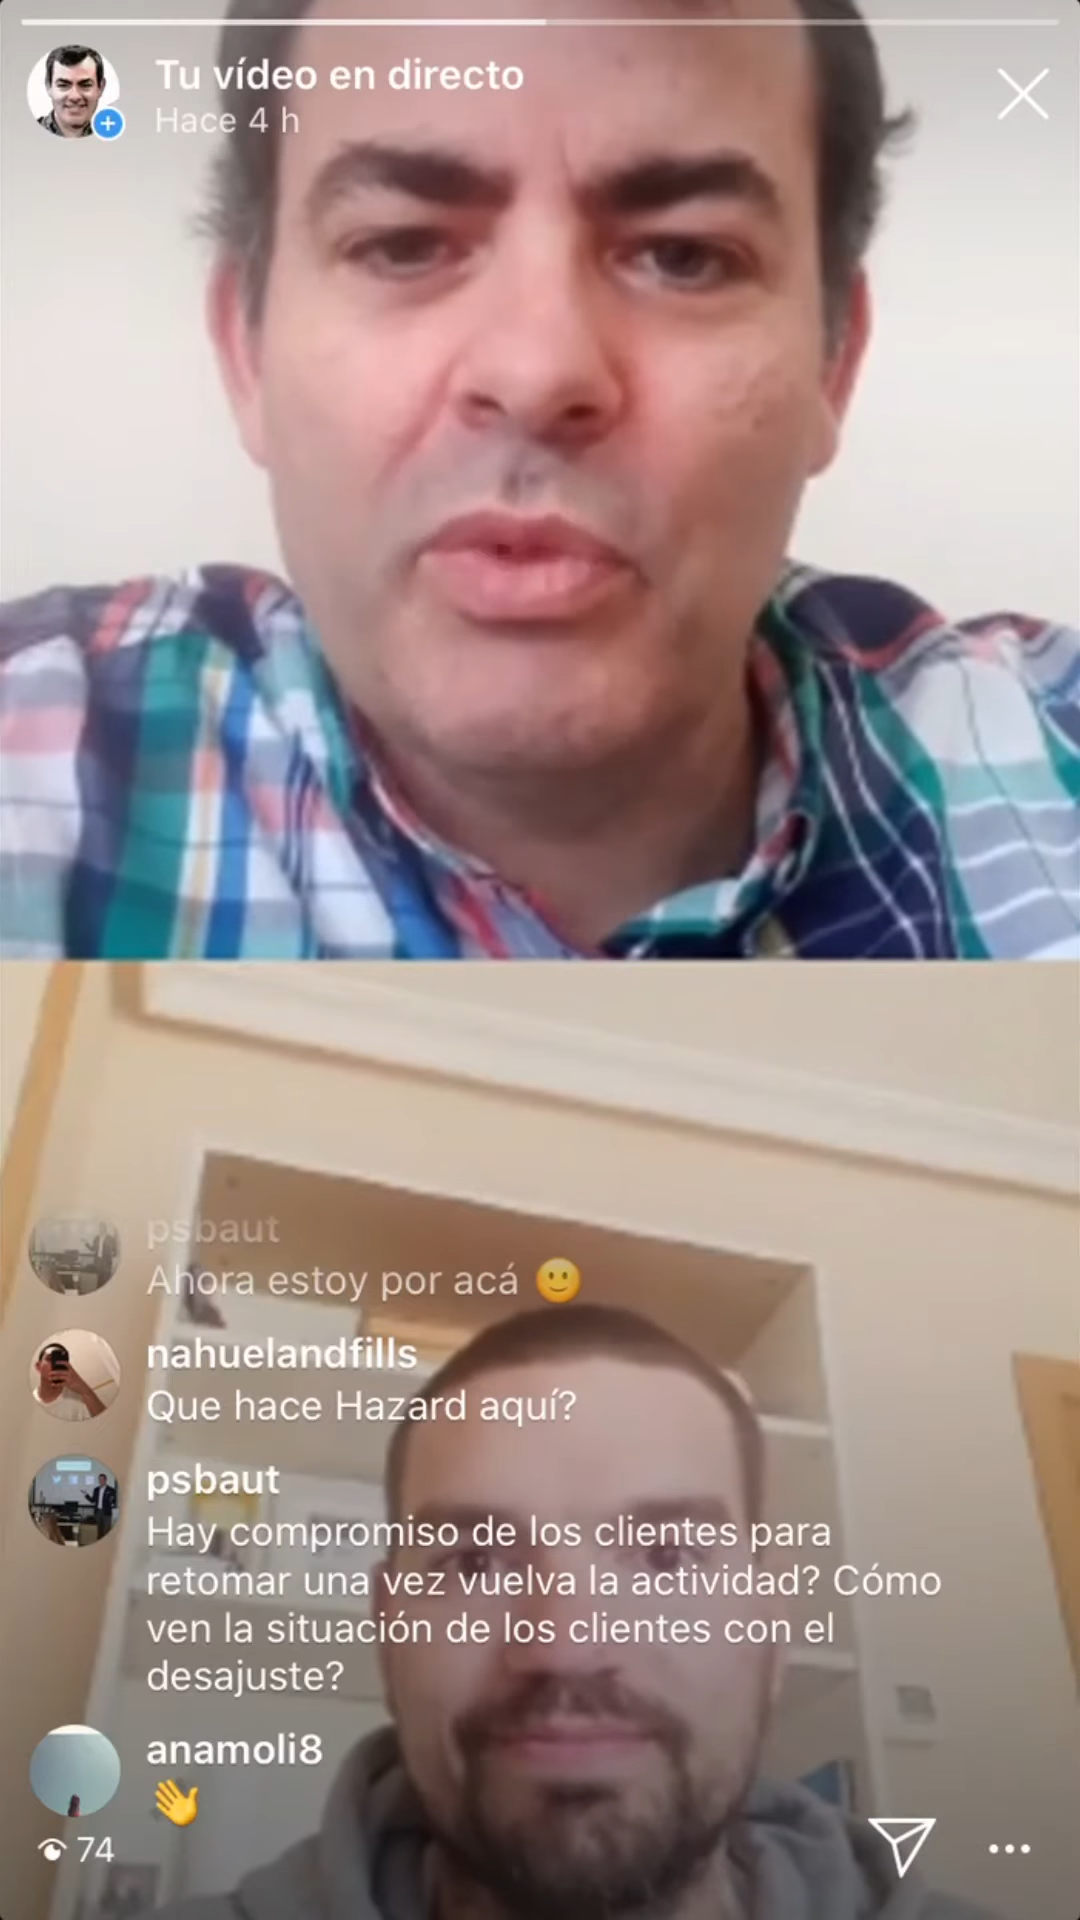 Tu vídeo en directo
Hace 4 h
psbaut
Ahora estoy por acá 🙂
nahuelandfills
Que hace Hazard aquí?
psbaut
Hay compromiso de los clientes para
retomar una vez vuelva la actividad? Cómo
ven la situación de los clientes con el
desajuste?
anamoli8
👋
74